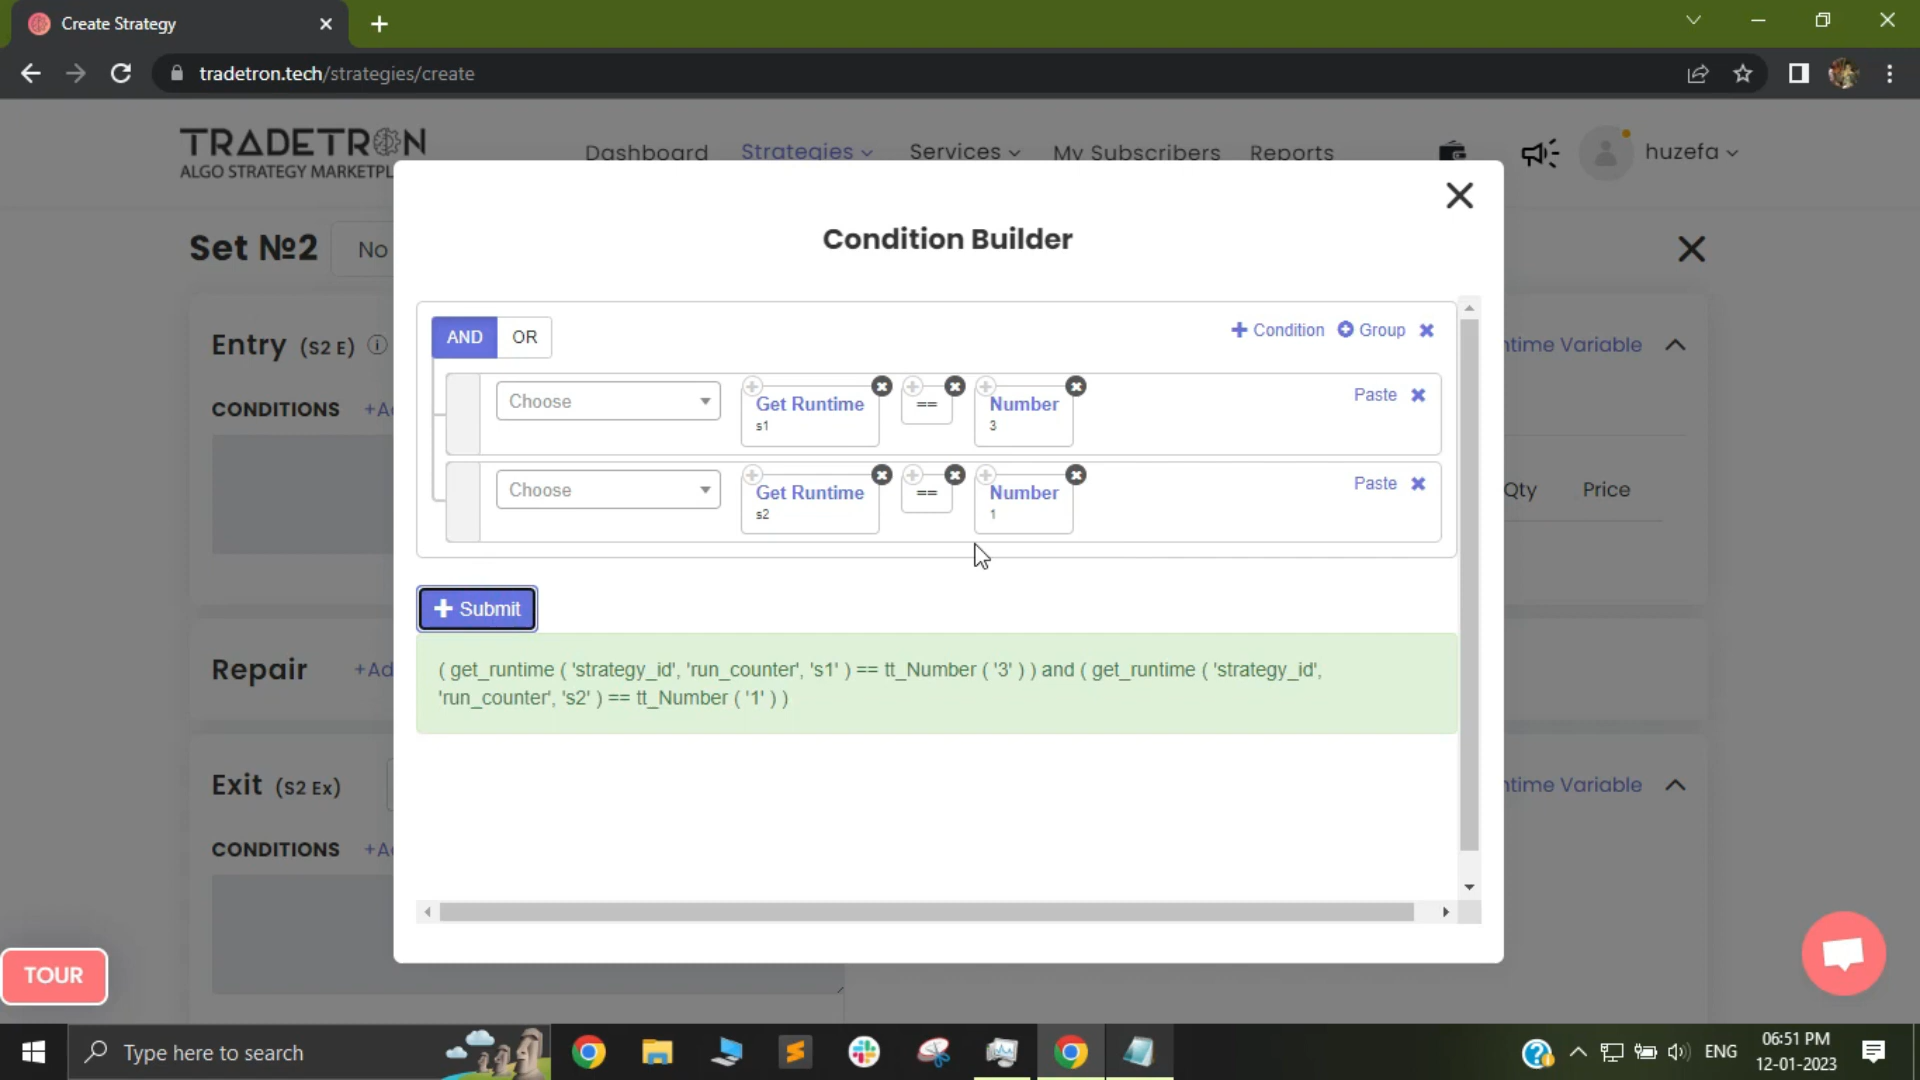 Create Strategy
tradetron.tech/strategies/create
TRADETRON
ALGO STRATEGY MARKETPL
Dashboard Strategies Services My Subscribers Reports huzefa
Condition Builder
Set №2 No
AND OR Condition Group
Entry (S2 E) ntime Variable
Choose Get Runtime == Number Paste
s1 3
CONDITIONS +A
Choose Get Runtime == Number Paste
s2 1
Qty Price
Submit
( get_runtime ( 'strategy_id', 'run_counter', 's1' ) == tt_Number ( '3' ) ) and ( get_runtime ( 'strategy_id',
'run_counter', 's2' ) == tt_Number ( '1' ) )
Repair +Ad
Exit (S2 Ex) ntime Variable
CONDITIONS +A
TOUR
Type here to search
ENG
06:51 PM
12-01-2023